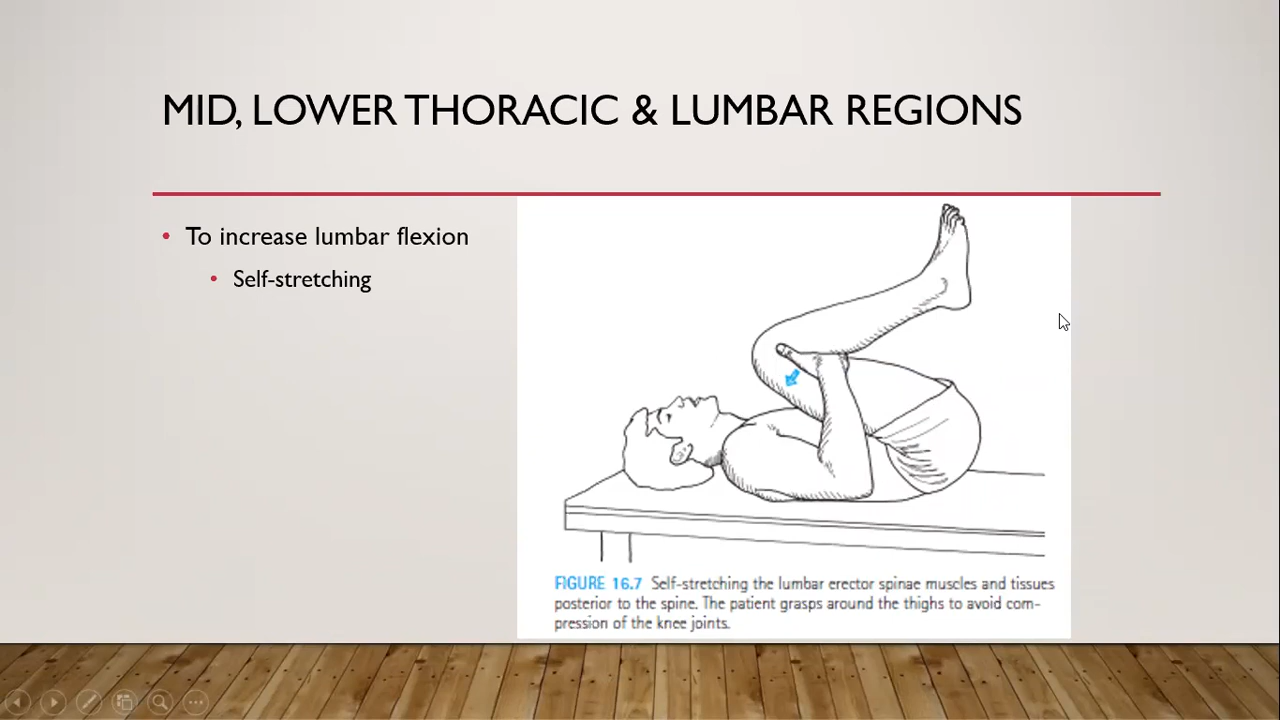 MID, LOWER THORACIC & LUMBAR REGIONS
• To increase lumbar flexion
• Self-stretching
FIGURE 16.7 Self-stretching the lumbar erector spinae muscles and tissues
posterior to the spine. The patient grasps around the thighs to avoid com-
pression of the knee joints.